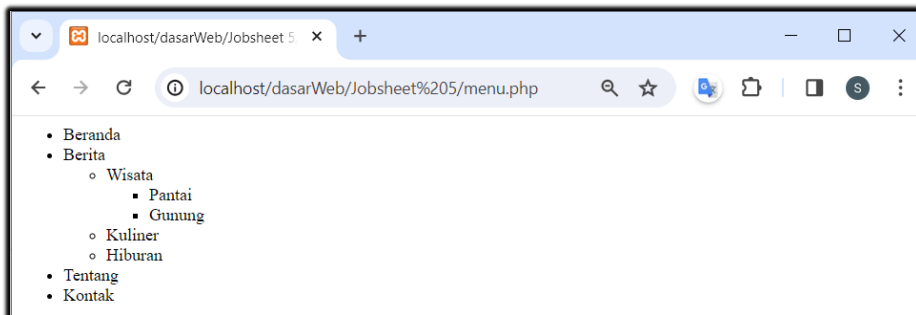 localhost/dasarWeb/Jobsheet 5
localhost/dasarWeb/Jobsheet%205/menu.php
S
Beranda
Berita
Wisata
Pantai
Gunung
Kuliner
Hiburan
Tentang
Kontak